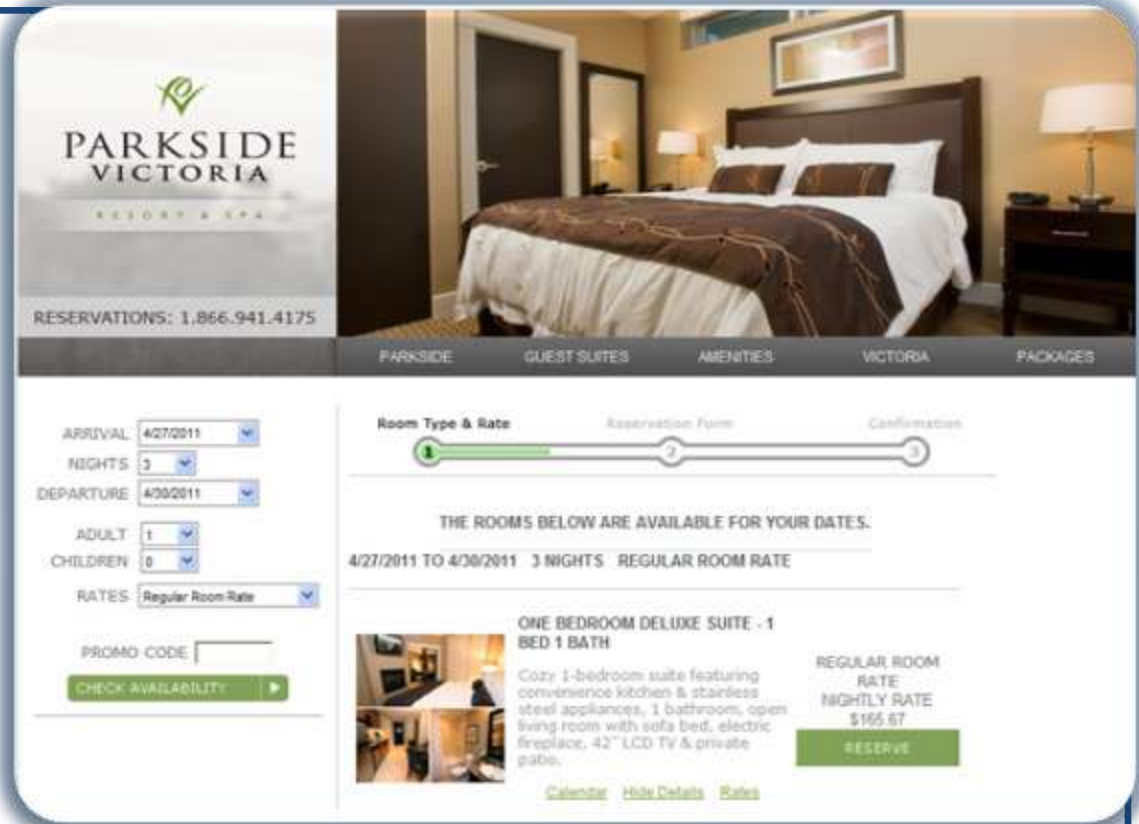 PARKSIDE
VICTORIA
RESORT & SPA
RESERVATIONS: 1.866.941.4175
PARKSIDE GUEST SUITES AMENITIES VICTORIA PACKAGES
ARRIVAL 4/27/2011
NIGHTS 3
DEPARTURE 4/30/2011
ADULT 1
CHILDREN 0
RATES Regular Room Rate
PROMO CODE
CHECK AVAILABILITY
Room Type & Rate Reservation Form Confirmation
1 2 3
THE ROOMS BELOW ARE AVAILABLE FOR YOUR DATES.
4/27/2011 TO 4/30/2011 3 NIGHTS REGULAR ROOM RATE
ONE BEDROOM DELUXE SUITE - 1
BED 1 BATH
Cozy 1-bedroom suite featuring
convenience kitchen & stainless
steel appliances, 1 bathroom, open
living room with sofa bed, electric
fireplace, 42" LCD TV & private
patio.
Calendar Hide Details Rates
REGULAR ROOM
RATE
NIGHTLY RATE
$165.67
RESERVE